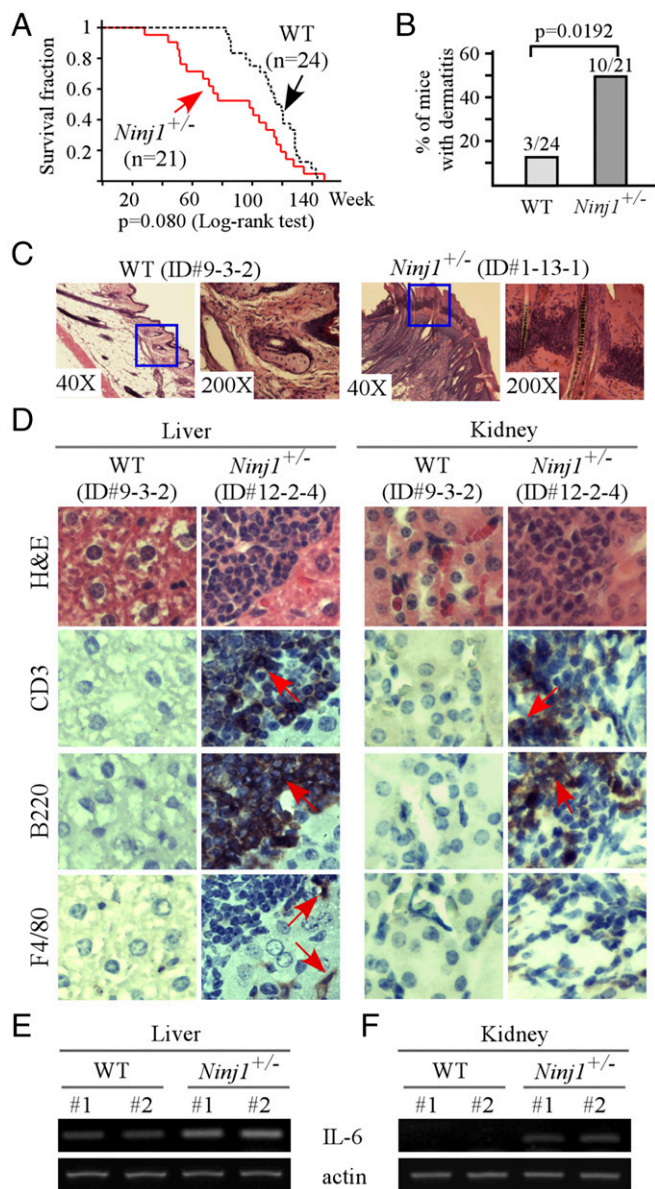 A
1
0.8
0.6
0.4
0.2
Survival fraction
WT
(n=24)
Ninj1+/-
(n=21)
0 20 60 100 140 Week
p=0.080 (Log-rank test)
B
p=0.0192
60
40
20
% of mice
with dermatitis
3/24
10/21
WT Ninj1+/-
C
WT (ID#9-3-2) Ninj1+/- (ID#1-13-1)
40X 200X 40X 200X
D
Liver Kidney
WT Ninj1+/- WT Ninj1+/-
(ID#9-3-2) (ID#12-2-4) (ID#9-3-2) (ID#12-2-4)
H&E
CD3
B220
F4/80
E F
Liver Kidney
WT Ninj1+/- WT Ninj1+/-
#1 #2 #1 #2 #1 #2 #1 #2
IL-6
actin